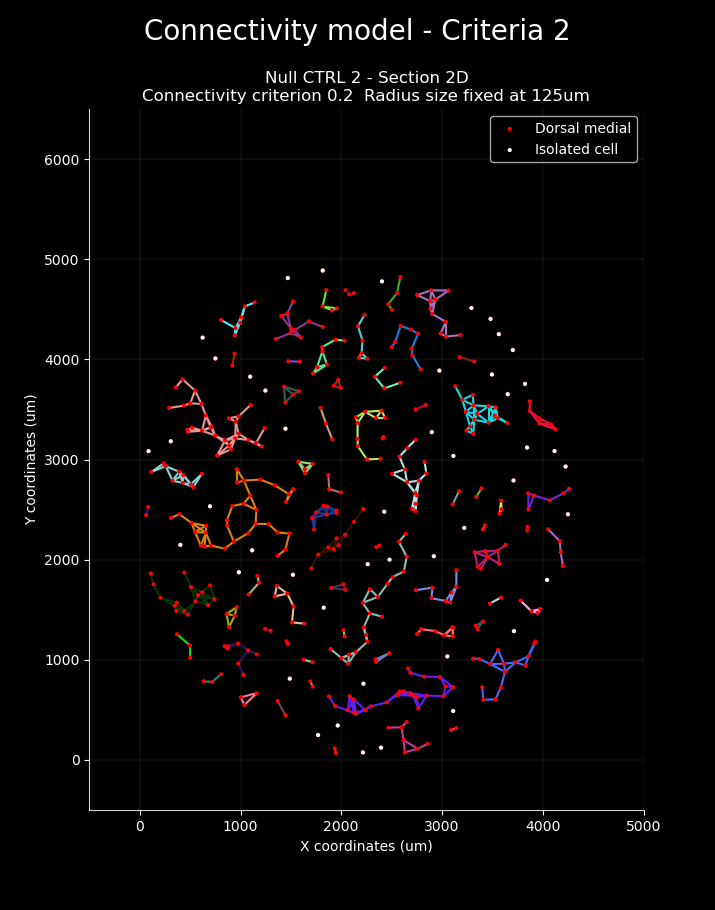 Connectivity model - Criteria 2
Null CTRL 2 - Section 2D
Connectivity criterion 0.2  Radius size fixed at 125um
Dorsal medial
Isolated cell
6000
5000
4000
3000
2000
1000
0
Y coordinates (um)
0 1000 2000 3000 4000 5000
X coordinates (um)